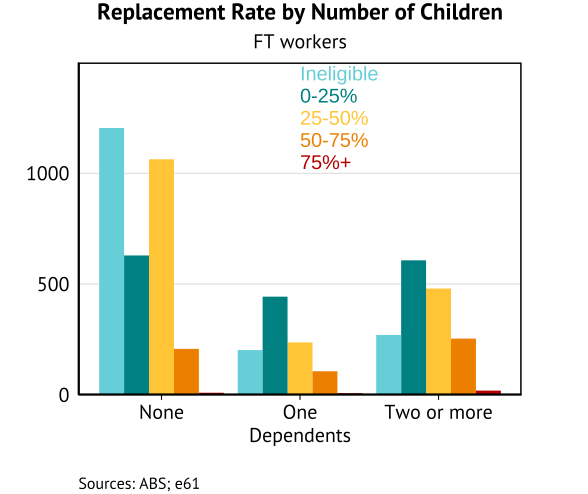 Replacement Rate by Number of Children
FT workers
Ineligible
0-25%
25-50%
50-75%
75%+
1000
500
0
None One Two or more
Dependents
Sources: ABS; e61